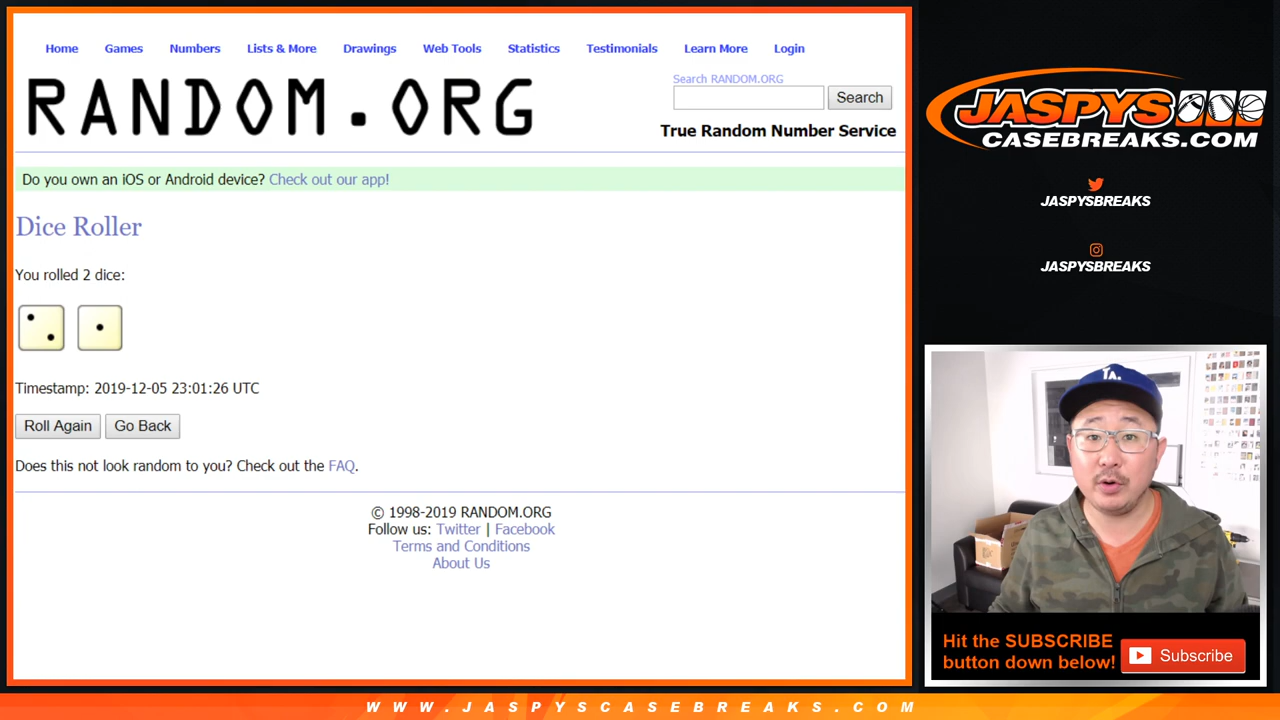 Home Games Numbers Lists & More Drawings Web Tools Statistics Testimonials Learn More Login
RANDOM.ORG
Search RANDOM.ORG
Search
True Random Number Service
Do you own an iOS or Android device? Check out our app!
Dice Roller
You rolled 2 dice:
Timestamp: 2019-12-05 23:01:26 UTC
Roll Again Go Back
Does this not look random to you? Check out the FAQ.
© 1998-2019 RANDOM.ORG
Follow us: Twitter | Facebook
Terms and Conditions
About Us
JASPYS
CASEBREAKS.COM
JASPYSBREAKS
JASPYSBREAKS
LA
Hit the SUBSCRIBE
button down below!
Subscribe
WWW.JASPYSCASEBREAKS.COM